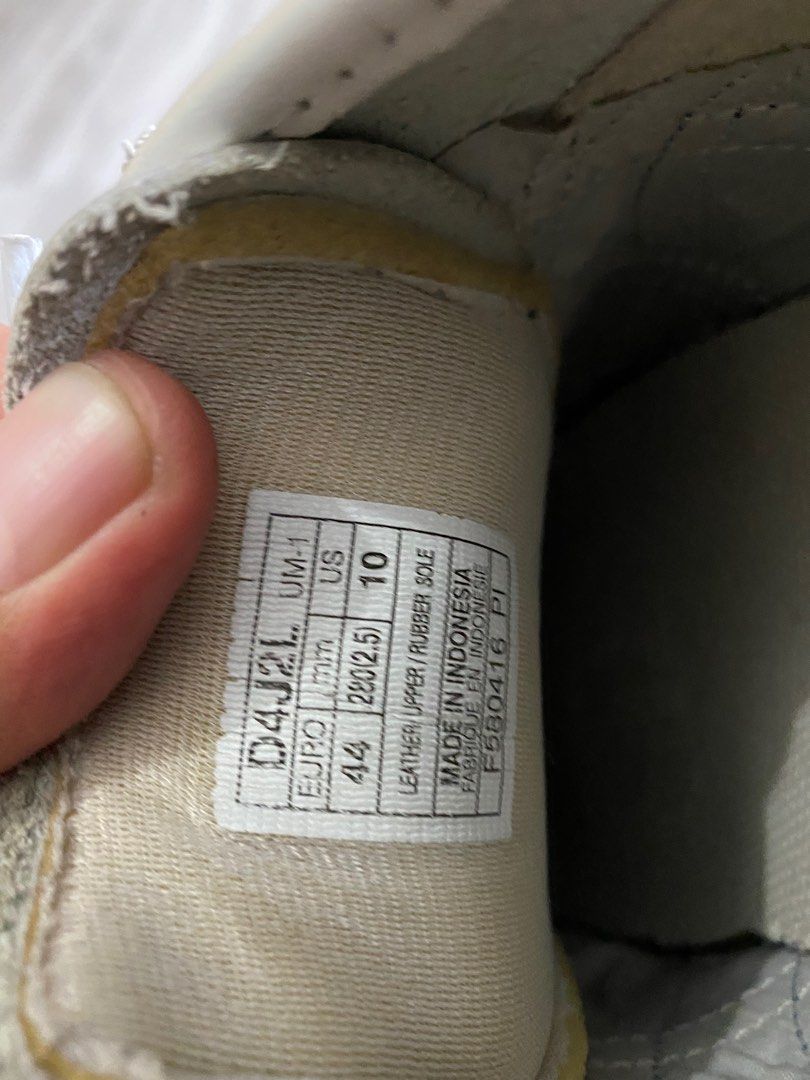 D4J2L UM-1
EURO mm US
44 280(2.5) 10
LEATHER UPPER / RUBBER SOLE
MADE IN INDONESIA
FABRIQUE EN INDONESIE
F580416 PI